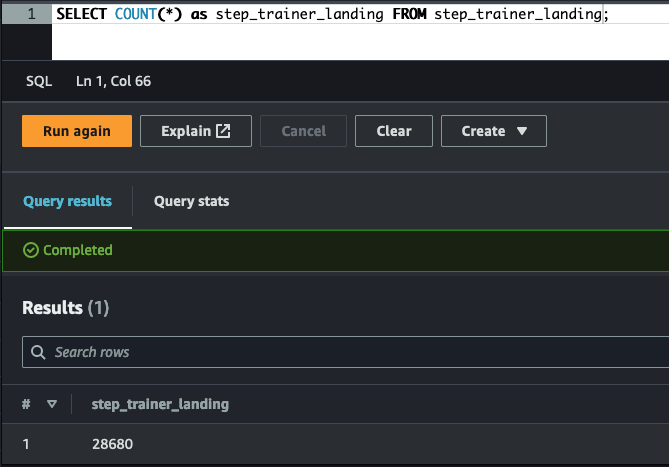 1 SELECT COUNT(*) as step_trainer_landing FROM step_trainer_landing;
SQL Ln 1, Col 66
Run again Explain Cancel Clear Create
Query results Query stats
Completed
Results (1)
Search rows
# step_trainer_landing
1 28680